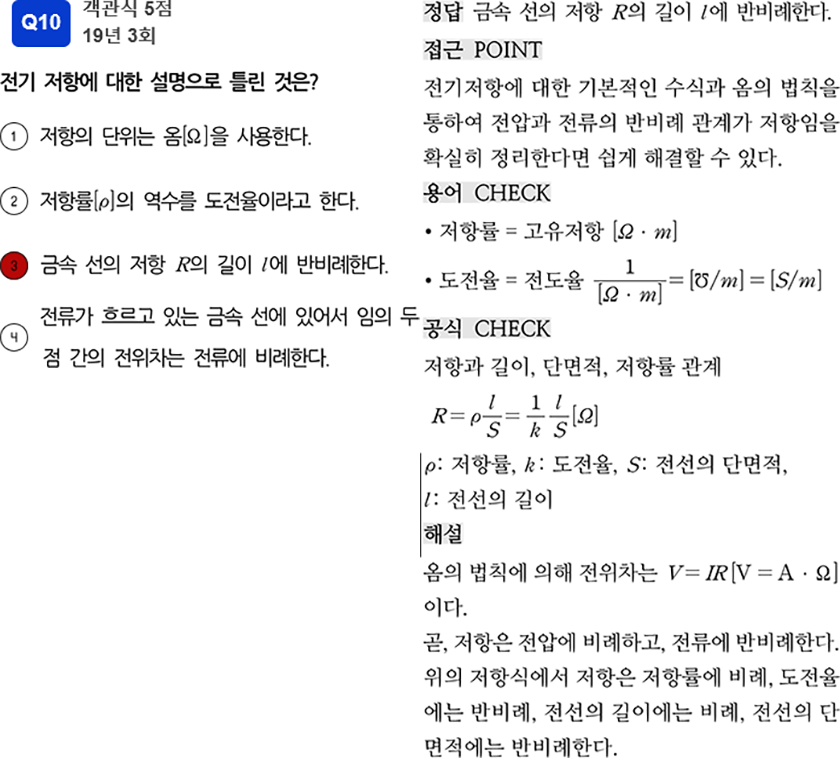 Q10
객관식 5점
19년 3회
전기 저항에 대한 설명으로 틀린 것은?
① 저항의 단위는 옴[Ω]을 사용한다.
② 저항률[ρ]의 역수를 도전율이라고 한다.
③ 금속 선의 저항 R의 길이 l에 반비례한다.
④ 전류가 흐르고 있는 금속 선에 있어서 임의 두
점 간의 전위차는 전류에 비례한다.
정답 금속 선의 저항 R의 길이 l에 반비례한다.
접근 POINT
전기저항에 대한 기본적인 수식과 옴의 법칙을
통하여 전압과 전류의 반비례 관계가 저항임을
확실히 정리한다면 쉽게 해결할 수 있다.
용어 CHECK
• 저항률 = 고유저항 [Ω · m]
• 도전율 = 전도율 1/[Ω · m] = [℧/m] = [S/m]
공식 CHECK
저항과 길이, 단면적, 저항률 관계
R = ρ l/S = 1/k l/S [Ω]
ρ: 저항률, k: 도전율, S: 전선의 단면적,
l: 전선의 길이
해설
옴의 법칙에 의해 전위차는 V = IR[V = A · Ω]
이다.
곧, 저항은 전압에 비례하고, 전류에 반비례한다.
위의 저항식에서 저항은 저항률에 비례, 도전율
에는 반비례, 전선의 길이에는 비례, 전선의 단
면적에는 반비례한다.